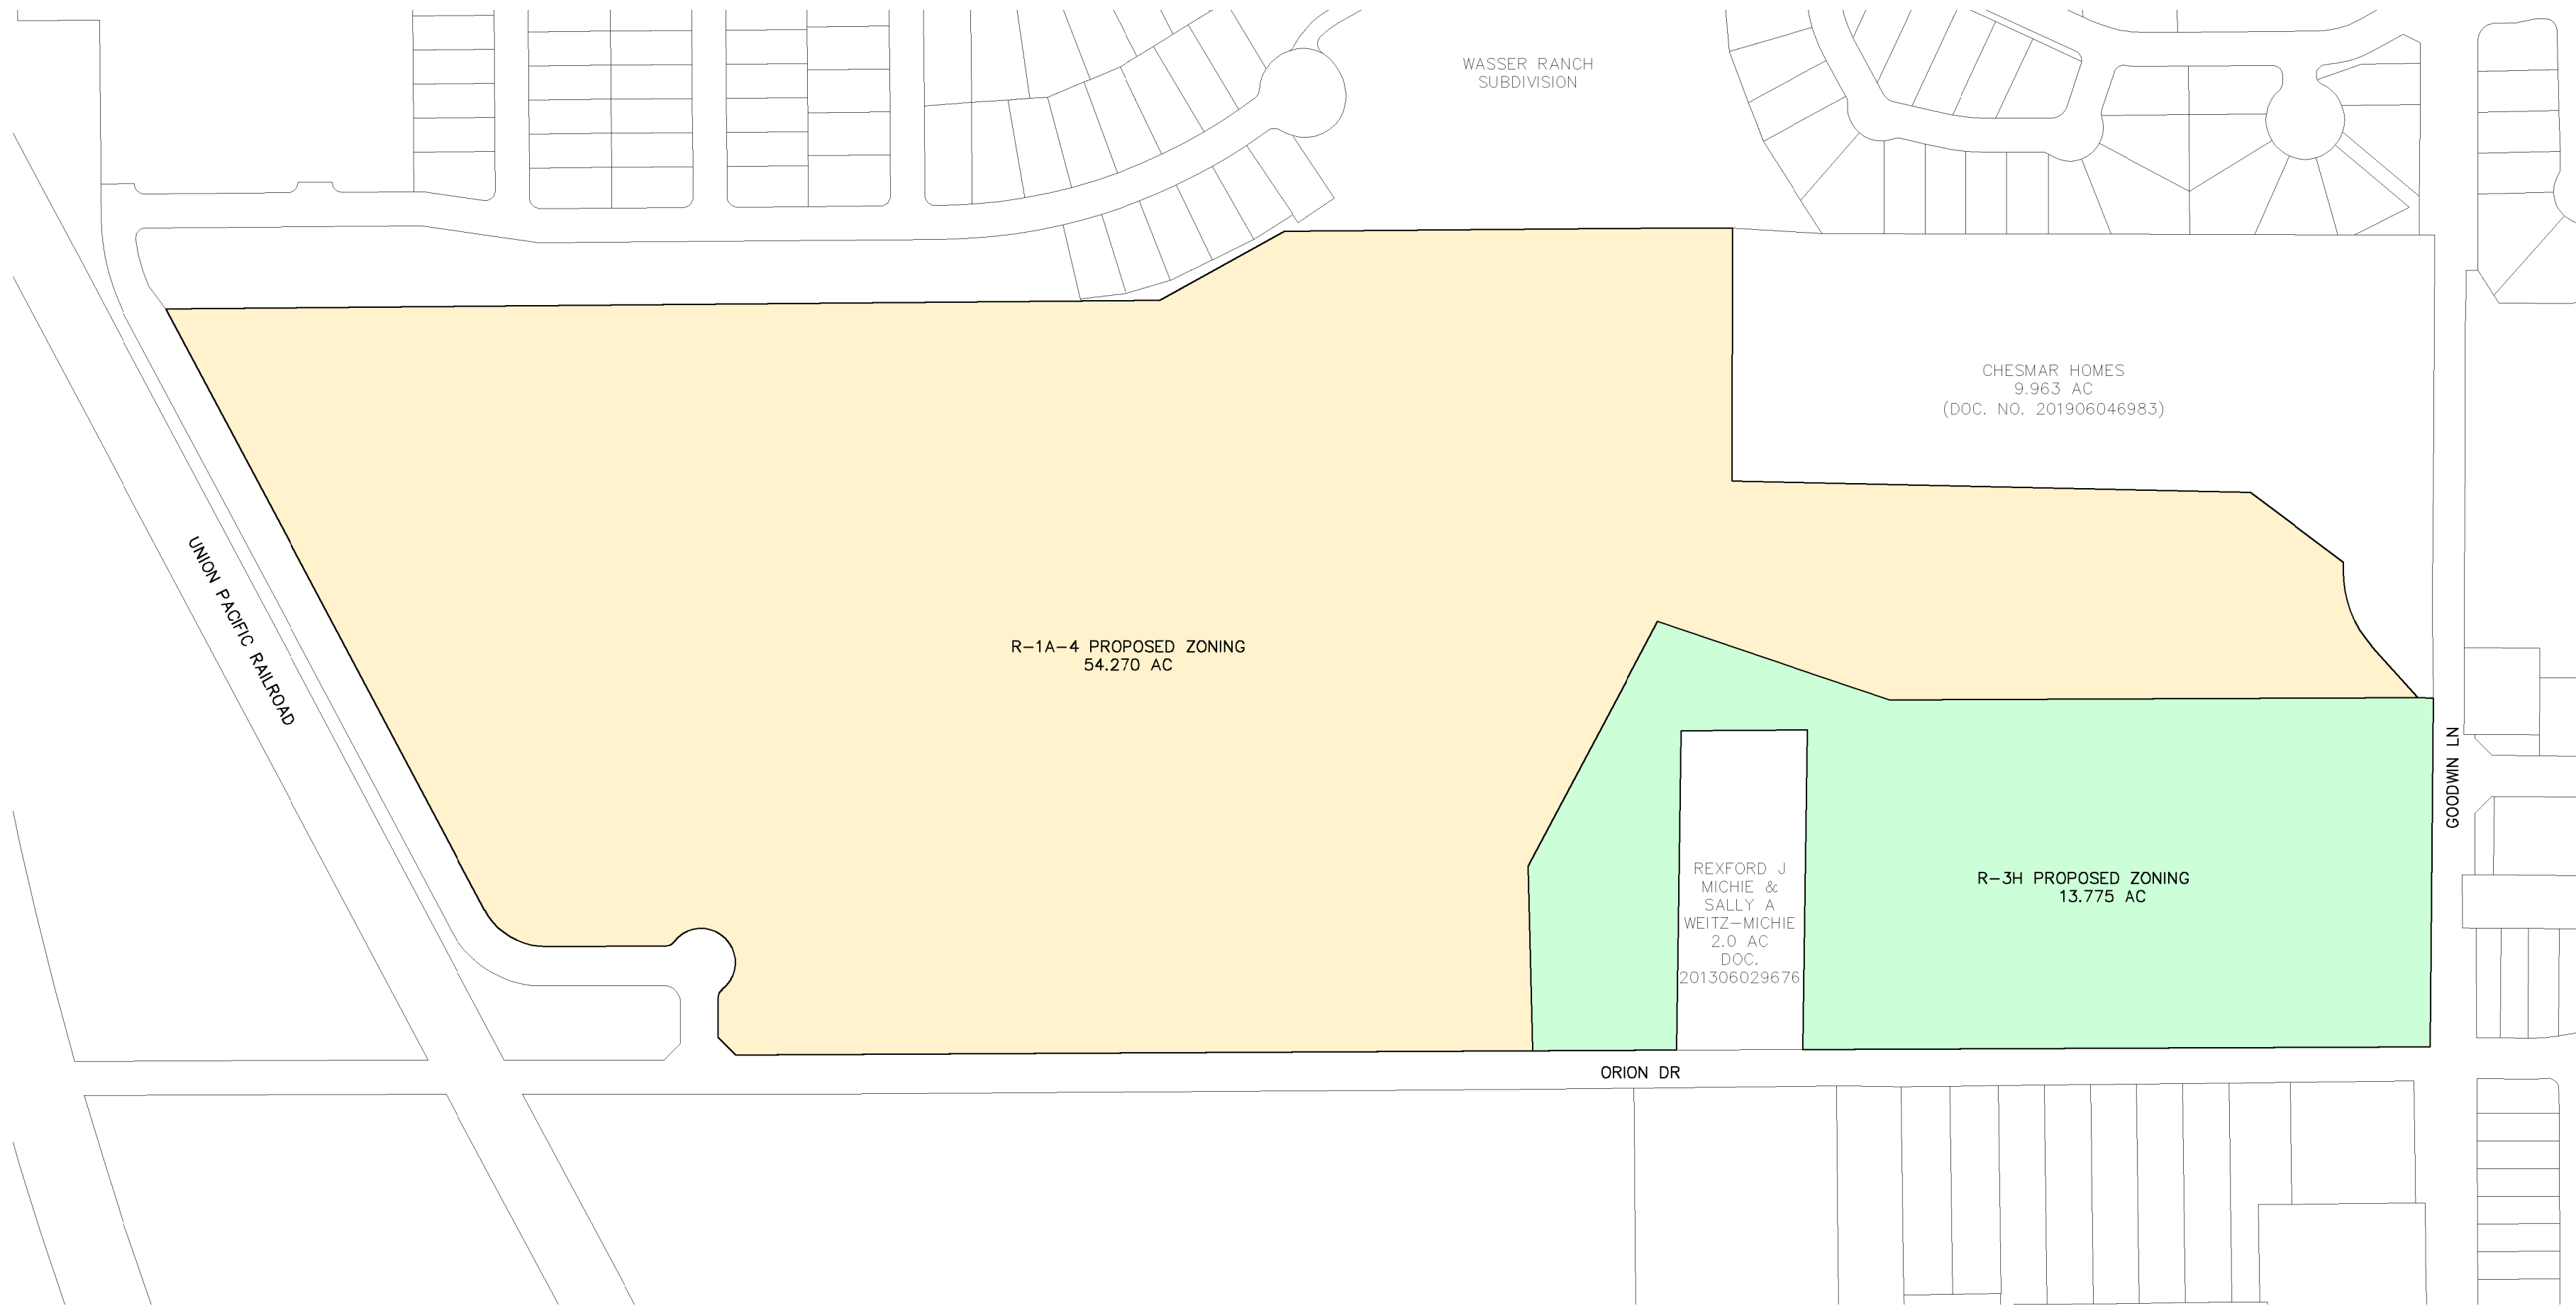 WASSER RANCH
SUBDIVISION
CHESMAR HOMES
9.963 AC
(DOC. NO. 201906046983)
UNION PACIFIC RAILROAD
R-1A-4 PROPOSED ZONING
54.270 AC
GOODWIN LN
REXFORD J
MICHIE &
SALLY A
WEITZ-MICHIE
2.0 AC
DOC.
201306029676
R-3H PROPOSED ZONING
13.775 AC
ORION DR